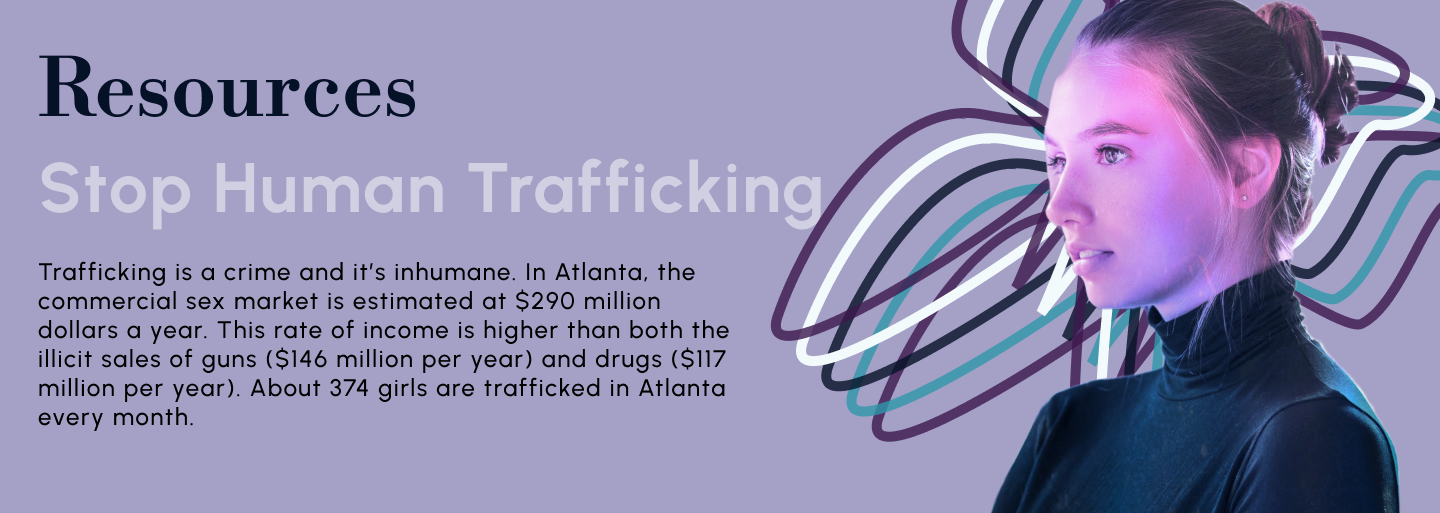 Resources
Stop Human Trafficking
Trafficking is a crime and it's inhumane. In Atlanta, the
commercial sex market is estimated at $290 million
dollars a year. This rate of income is higher than both the
illicit sales of guns ($146 million per year) and drugs ($117
million per year). About 374 girls are trafficked in Atlanta
every month.